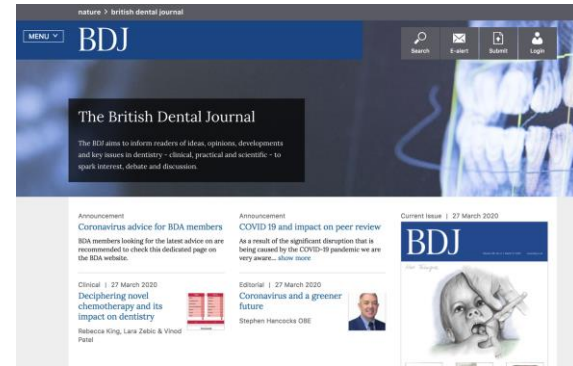 nature > british dental journal
MENU
BDJ
Search
E-alert
Submit
Login
The British Dental Journal
The BDJ aims to inform readers of ideas, opinions, developments
and key issues in dentistry - clinical, practical and scientific - to
spark interest, debate and discussion.
Announcement
Coronavirus advice for BDA members
BDA members looking for the latest advice on are
recommended to check this dedicated page on
the BDA website.
Announcement
COVID 19 and impact on peer review
As a result of the significant disruption that is
being caused by the COVID-19 pandemic we are
very aware... show more
Clinical | 27 March 2020
Deciphering novel
chemotherapy and its
impact on dentistry
Rebecca King, Lara Zebic & Vinod
Patel
Editorial | 27 March 2020
Coronavirus and a greener
future
Stephen Hancocks OBE
Current Issue | 27 March 2020
BDJ